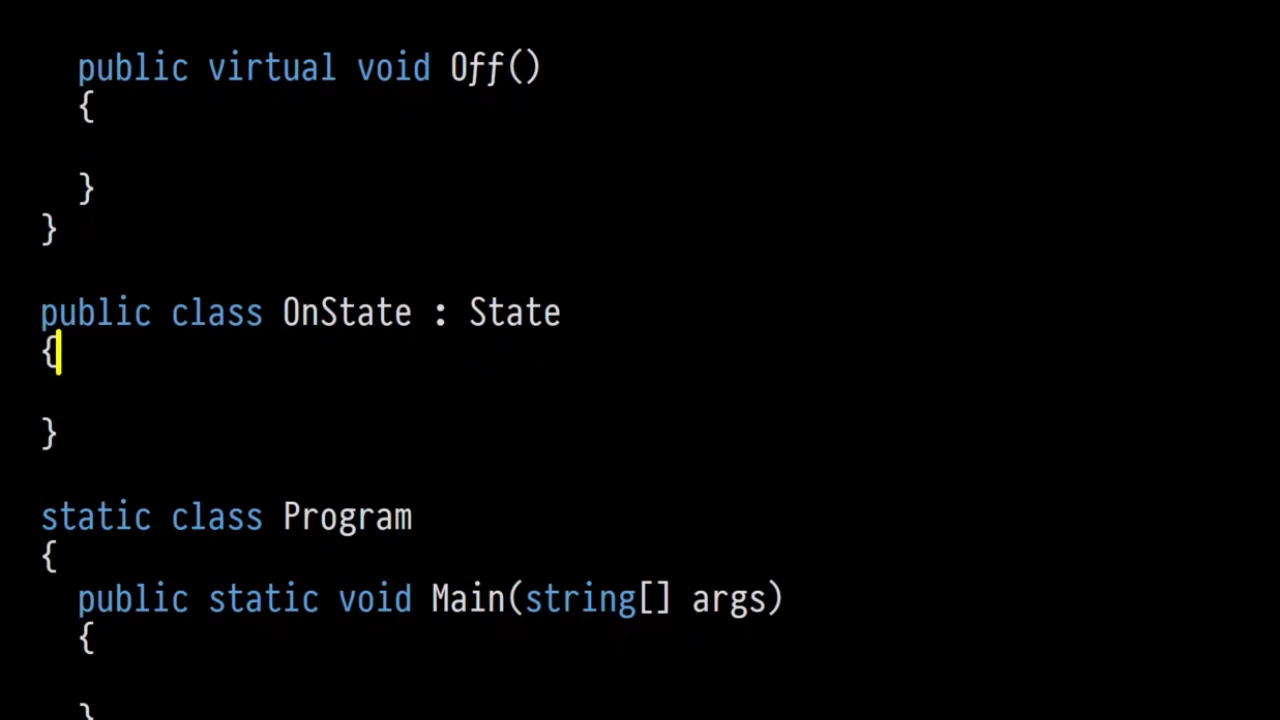 public virtual void Off()
{
}
}
public class OnState : State
{
}
static class Program
{
public static void Main(string[] args)
{
}